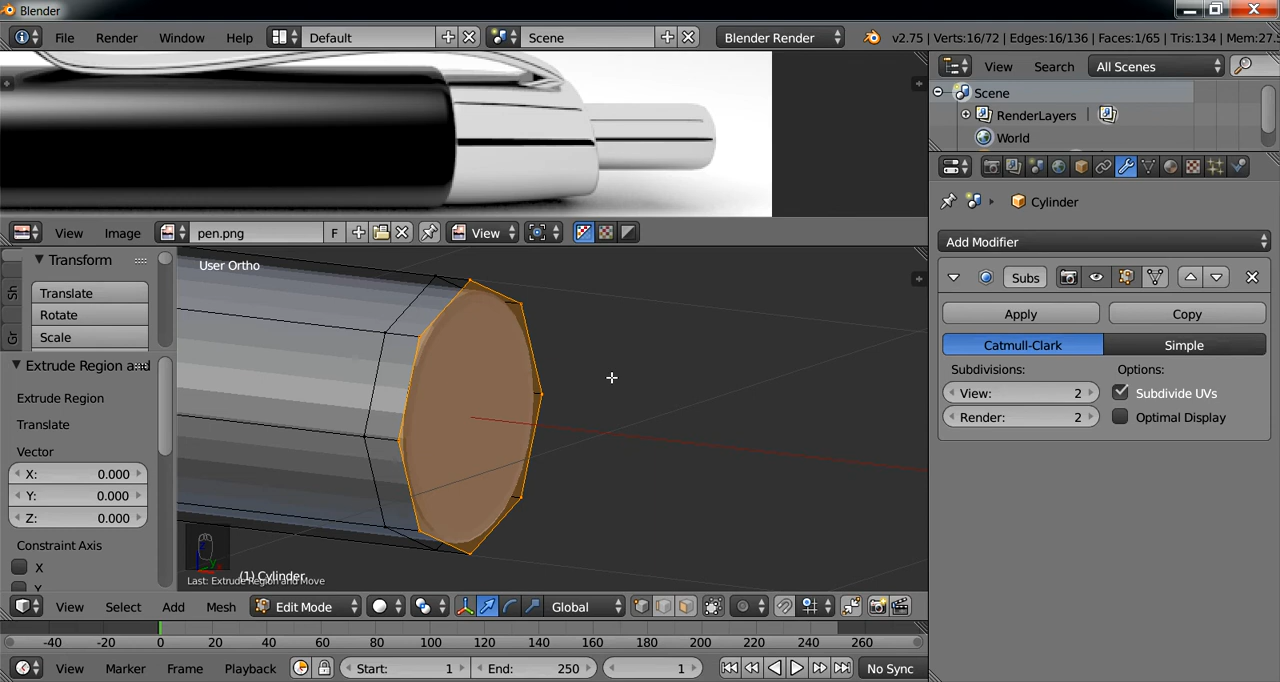 Blender
File Render Window Help Default Scene Blender Render v2.75 | Verts:16/72 | Edges:16/136 | Faces:1/65 | Tris:134 | Mem:27.
View Search All Scenes
Scene
RenderLayers |
World
Cylinder
View Image pen.png F View
Add Modifier
Transform
User Ortho
Subs
Translate
Sh
Rotate
Apply Copy
Scale
Gr
Catmull-Clark Simple
Extrude Region and
Subdivisions: Options:
Extrude Region
View: 2 Subdivide UVs
Translate
Render: 2 Optimal Display
Vector
X: 0.000
Y: 0.000
Z: 0.000
Constraint Axis
X
Y
(1) Cylinder
Last: Extrude Region and Move
View Select Add Mesh Edit Mode Global
-40 -20 0 20 40 60 80 100 120 140 160 180 200 220 240 260
View Marker Frame Playback Start: 1 End: 250 1 No Sync